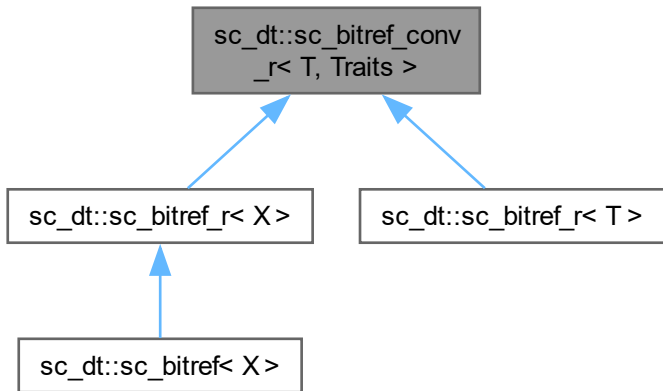 sc_dt::sc_bitref_conv
_r< T, Traits >
sc_dt::sc_bitref_r< X >
sc_dt::sc_bitref_r< T >
sc_dt::sc_bitref< X >